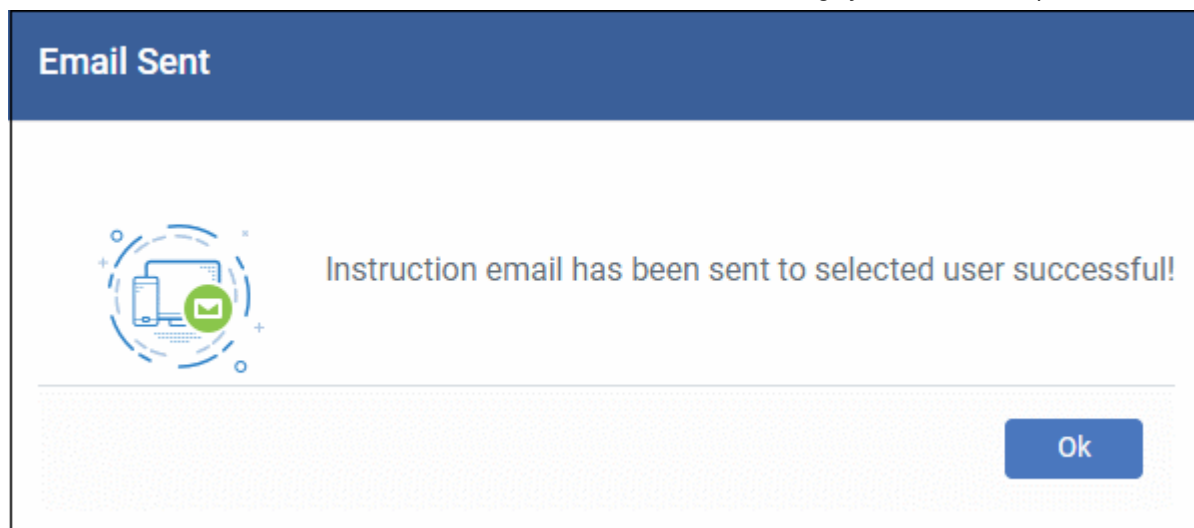 Email Sent
Instruction email has been sent to selected user successful!
Ok